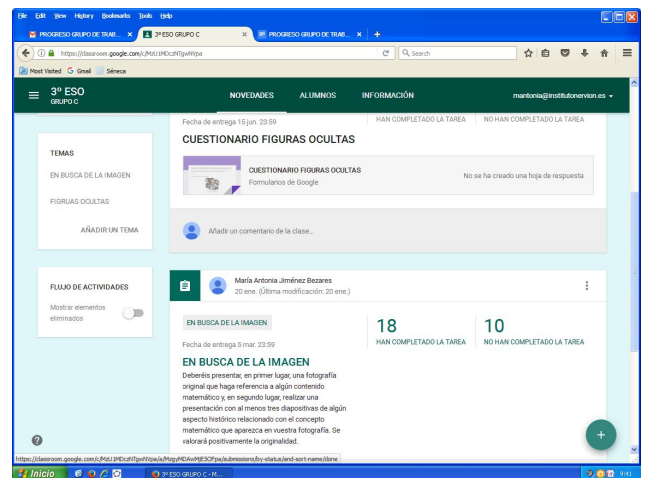 File Edit View History Bookmarks Tools Help
PROGRESO GRUPO DE TRAB... × 3º ESO GRUPO C × PROGRESO GRUPO DE TRAB... × +
Search
Most Visited Gmail Séneca
3º ESO
GRUPO C
NOVEDADES ALUMNOS INFORMACIÓN mantonia@institutonervion.es
Fecha de entrega 15 jun. 23:59
HAN COMPLETADO LA TAREA NO HAN COMPLETADO LA TAREA
CUESTIONARIO FIGURAS OCULTAS
CUESTIONARIO FIGURAS OCULTAS
Formularios de Google
No se ha creado una hoja de respuesta
TEMAS
EN BUSCA DE LA IMAGEN
FIGRUAS OCULTAS
AÑADIR UN TEMA
Añadir un comentario de la clase...
FLUJO DE ACTIVIDADES
Mostrar elementos
eliminados
María Antonia Jiménez Bezares
20 ene. (Última modificación: 20 ene.)
EN BUSCA DE LA IMAGEN
18
HAN COMPLETADO LA TAREA
10
NO HAN COMPLETADO LA TAREA
Fecha de entrega 5 mar. 23:59
EN BUSCA DE LA IMAGEN
Deberéis presentar, en primer lugar, una fotografía
original que haga referencia a algún contenido
matemático y, en segundo lugar, realizar una
presentación con al menos tres diapositivas de algún
aspecto histórico relacionado con el concepto
matemático que aparezca en vuestra fotografía. Se
valorará positivamente la originalidad.
Inicio
3º ESO GRUPO C - M...
9:41